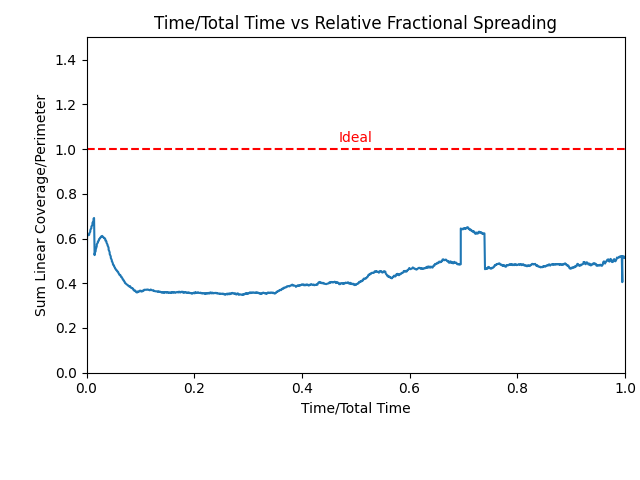 Time/Total Time vs Relative Fractional Spreading
Sum Linear Coverage/Perimeter
1.4
1.2
1.0
0.8
0.6
0.4
0.2
0.0
Ideal
0.0 0.2 0.4 0.6 0.8 1.0
Time/Total Time